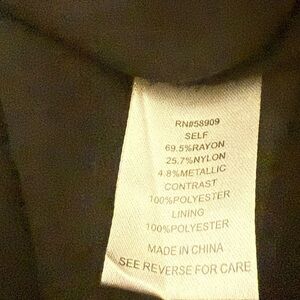 RN#58909
SELF
69.5%RAYON
25.7%NYLON
4.8%METALLIC
CONTRAST
100%POLYESTER
LINING
100%POLYESTER
MADE IN CHINA
SEE REVERSE FOR CARE